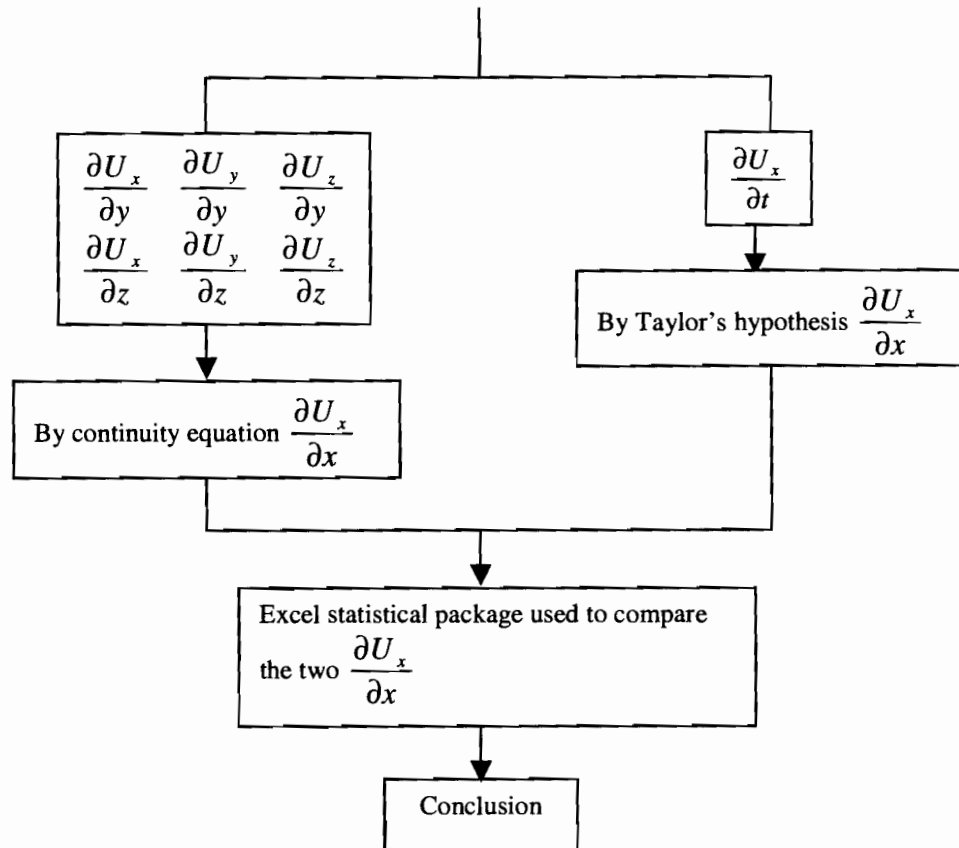 ∂U_x/∂y ∂U_y/∂y ∂U_z/∂y
∂U_x/∂z ∂U_y/∂z ∂U_z/∂z
By continuity equation ∂U_x/∂x
∂U_x/∂t
By Taylor's hypothesis ∂U_x/∂x
Excel statistical package used to compare
the two ∂U_x/∂x
Conclusion